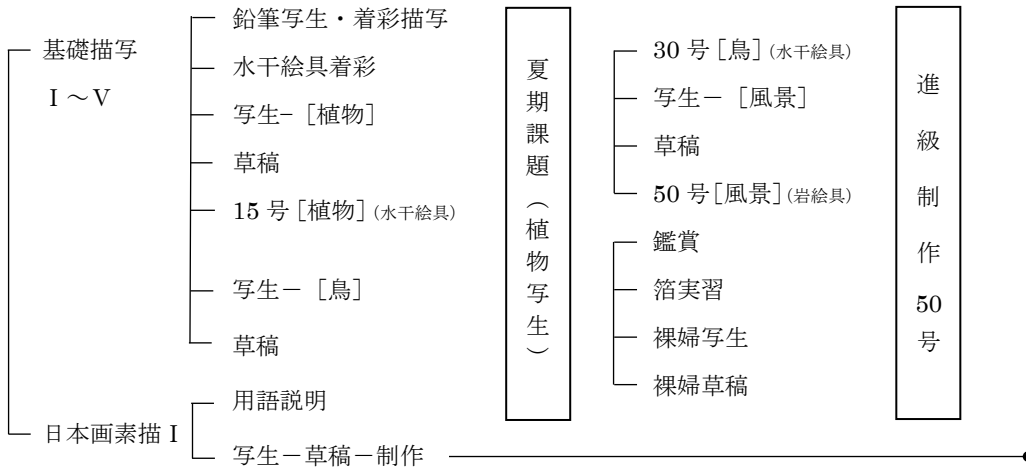 基礎描写
Ⅰ～Ⅴ
鉛筆写生・着彩描写
水干絵具着彩
写生−［植物］
草稿
15号［植物］(水干絵具)
写生－［鳥］
草稿
日本画素描Ⅰ
用語説明
写生－草稿－制作
夏期課題（植物写生）
30号［鳥］(水干絵具)
写生－［風景］
草稿
50号［風景］(岩絵具)
鑑賞
箔実習
裸婦写生
裸婦草稿
進級制作50号